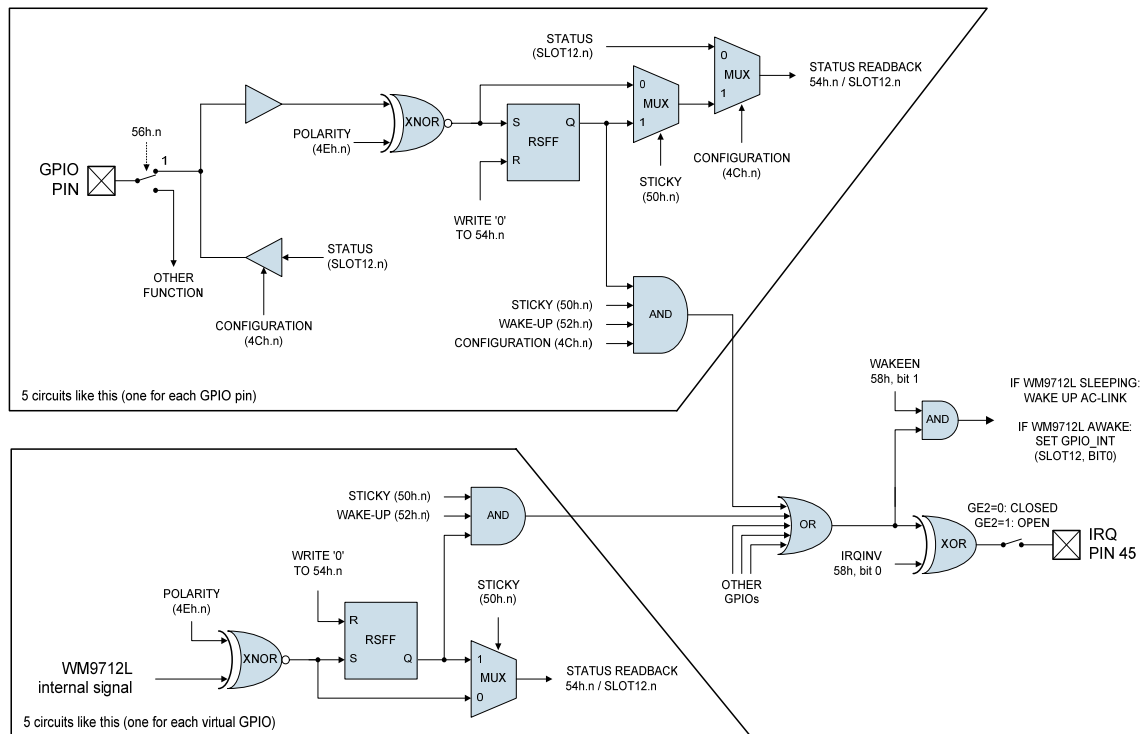 STATUS
(SLOT12.n)
0
MUX
1
STATUS READBACK
54h.n / SLOT12.n
0
MUX
1
XNOR
POLARITY
(4Eh.n)
S
Q
RSFF
R
56h.n
1
GPIO
PIN
CONFIGURATION
(4Ch.n)
STICKY
(50h.n)
WRITE '0'
TO 54h.n
STATUS
(SLOT12.n)
OTHER
FUNCTION
CONFIGURATION
(4Ch.n)
STICKY (50h.n)
WAKE-UP (52h.n)
CONFIGURATION (4Ch.n)
AND
5 circuits like this (one for each GPIO pin)
WAKEEN
58h, bit 1
AND
IF WM9712L SLEEPING:
WAKE UP AC-LINK
IF WM9712L AWAKE:
SET GPIO_INT
(SLOT12, BIT0)
STICKY (50h.n)
WAKE-UP (52h.n)
AND
OR
OTHER
GPIOs
GE2=0: CLOSED
GE2=1: OPEN
XOR
IRQINV
58h, bit 0
IRQ
PIN 45
WRITE '0'
TO 54h.n
STICKY
(50h.n)
POLARITY
(4Eh.n)
R
RSFF
S
Q
XNOR
1
MUX
0
STATUS READBACK
54h.n / SLOT12.n
WM9712L
internal signal
5 circuits like this (one for each virtual GPIO)